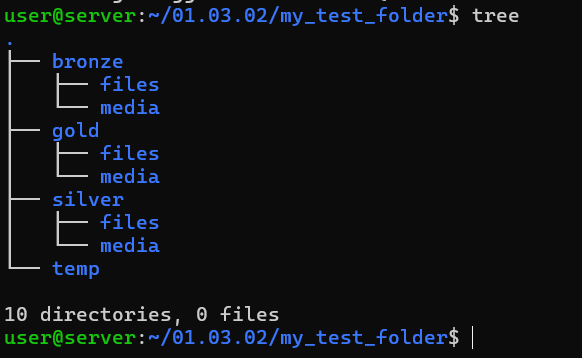 user@server:~/01.03.02/my_test_folder$ tree
.
├── bronze
│   ├── files
│   └── media
├── gold
│   ├── files
│   └── media
├── silver
│   ├── files
│   └── media
└── temp
10 directories, 0 files
user@server:~/01.03.02/my_test_folder$